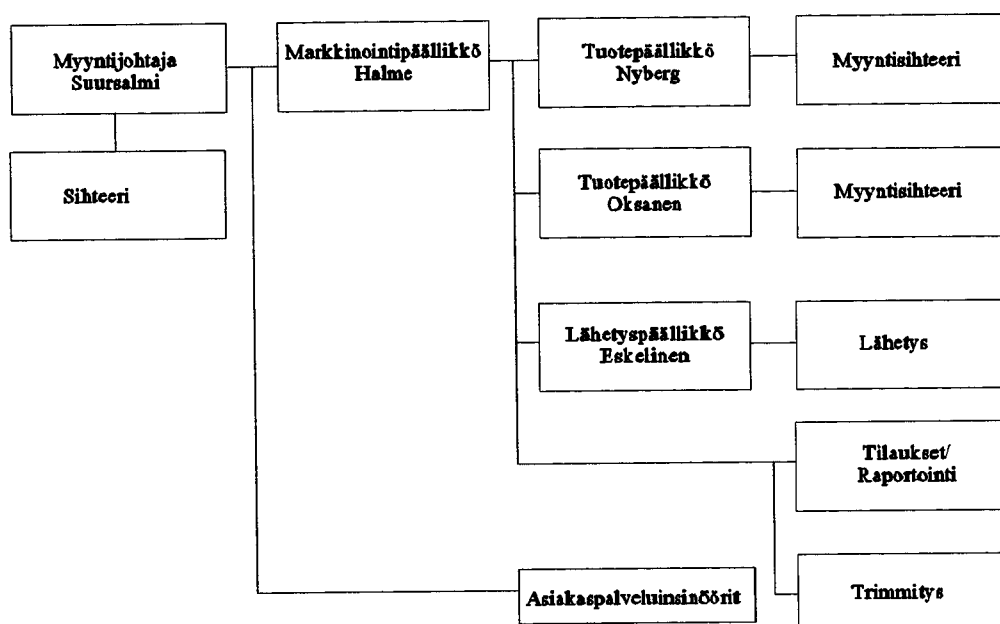 Myyntijohtaja
Suursalmi
Markkinointipäällikkö
Halme
Tuotepäällikkö
Nyberg
Myyntisihteeri
Sihteeri
Tuotepäällikkö
Oksanen
Myyntisihteeri
Lähetyspäällikkö
Eskelinen
Lähetys
Tilaukset/
Raportointi
Asiakaspalveluinsinöörit
Trimmitys